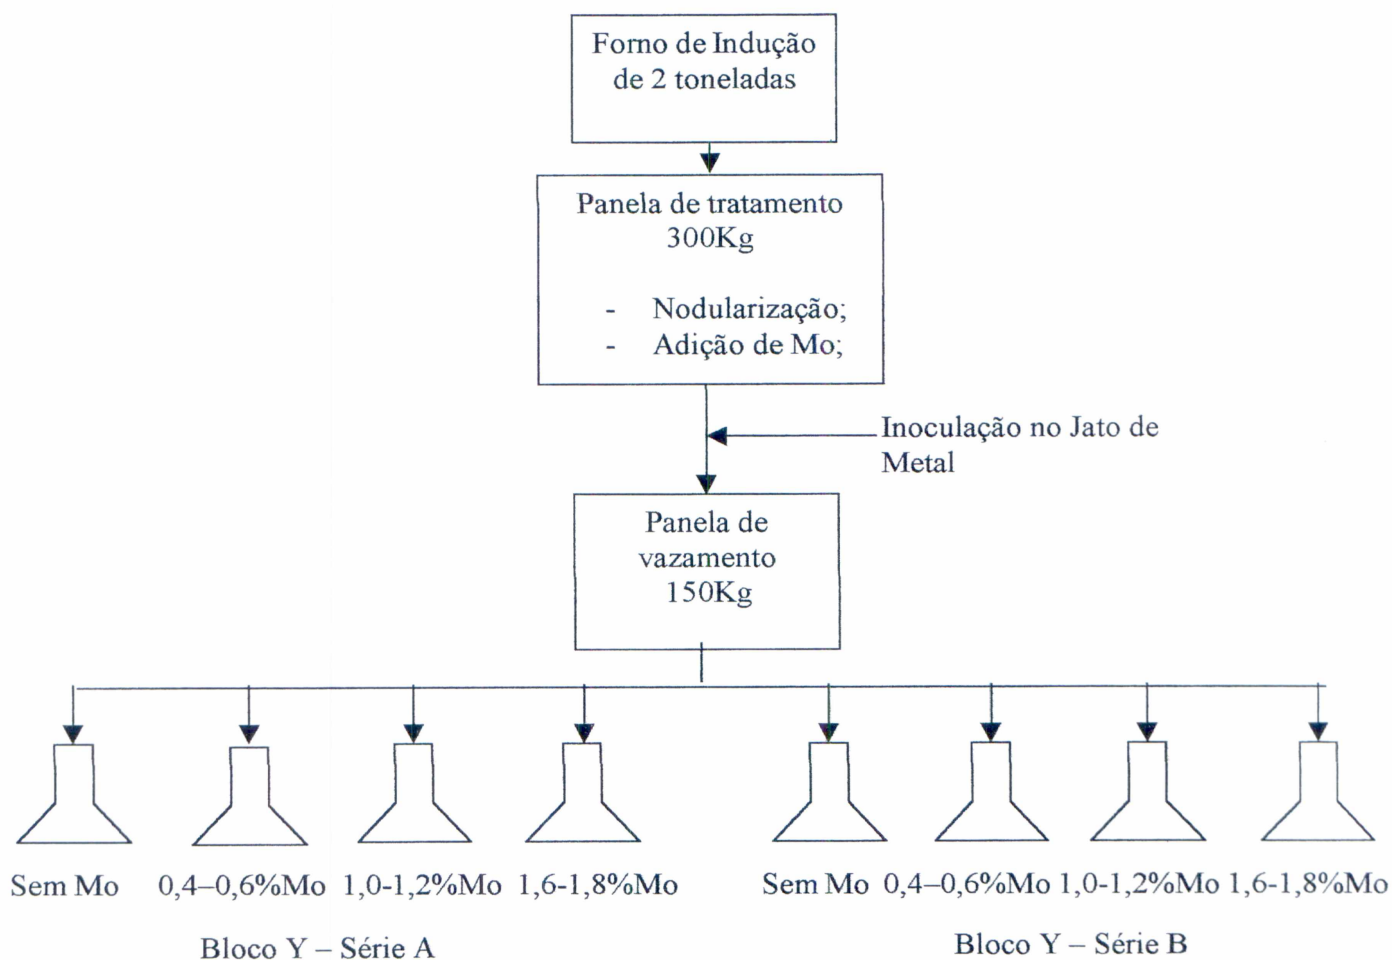 Forno de Indução
de 2 toneladas
Panela de tratamento
300Kg
- Nodularização;
- Adição de Mo;
Inoculação no Jato de
Metal
Panela de
vazamento
150Kg
Sem Mo 0,4–0,6%Mo 1,0-1,2%Mo 1,6-1,8%Mo Sem Mo 0,4–0,6%Mo 1,0-1,2%Mo 1,6-1,8%Mo
Bloco Y – Série A Bloco Y – Série B